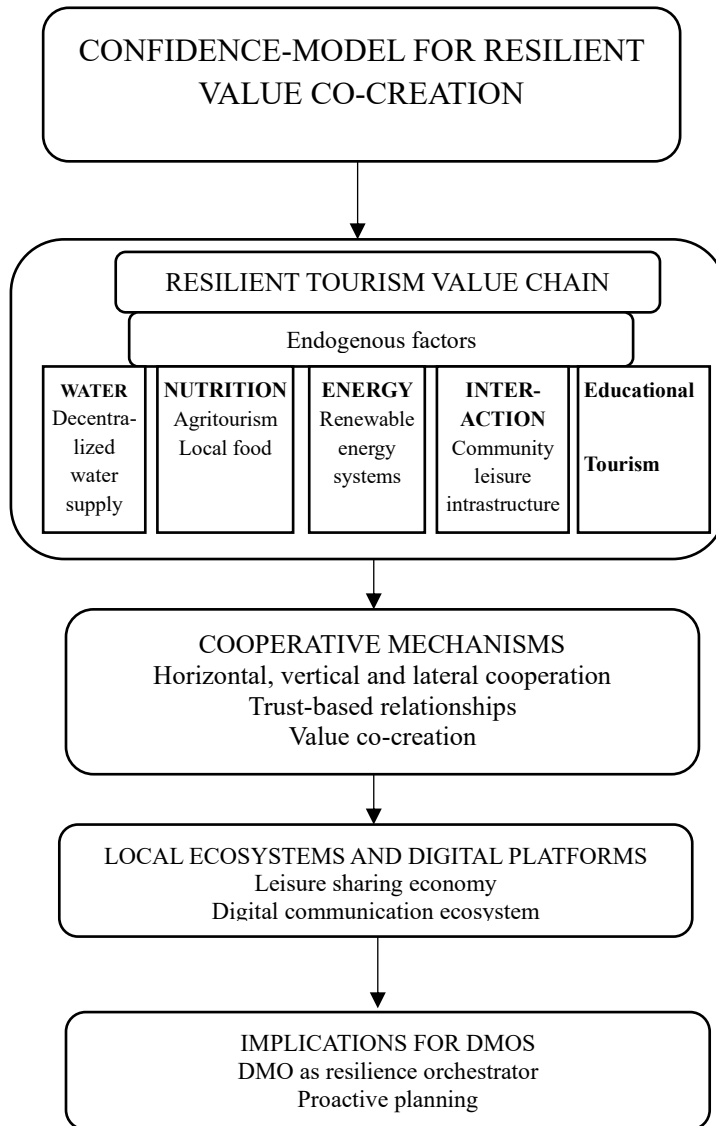 CONFIDENCE-MODEL FOR RESILIENT
VALUE CO-CREATION
RESILIENT TOURISM VALUE CHAIN
Endogenous factors
WATER
Decentra-
lized
water
supply
NUTRITION
Agritourism
Local food
ENERGY
Renewable
energy
systems
INTER-
ACTION
Community
leisure
intrastructure
Educational
Tourism
COOPERATIVE MECHANISMS
Horizontal, vertical and lateral cooperation
Trust-based relationships
Value co-creation
LOCAL ECOSYSTEMS AND DIGITAL PLATFORMS
Leisure sharing economy
Digital communication ecosystem
IMPLICATIONS FOR DMOS
DMO as resilience orchestrator
Proactive planning